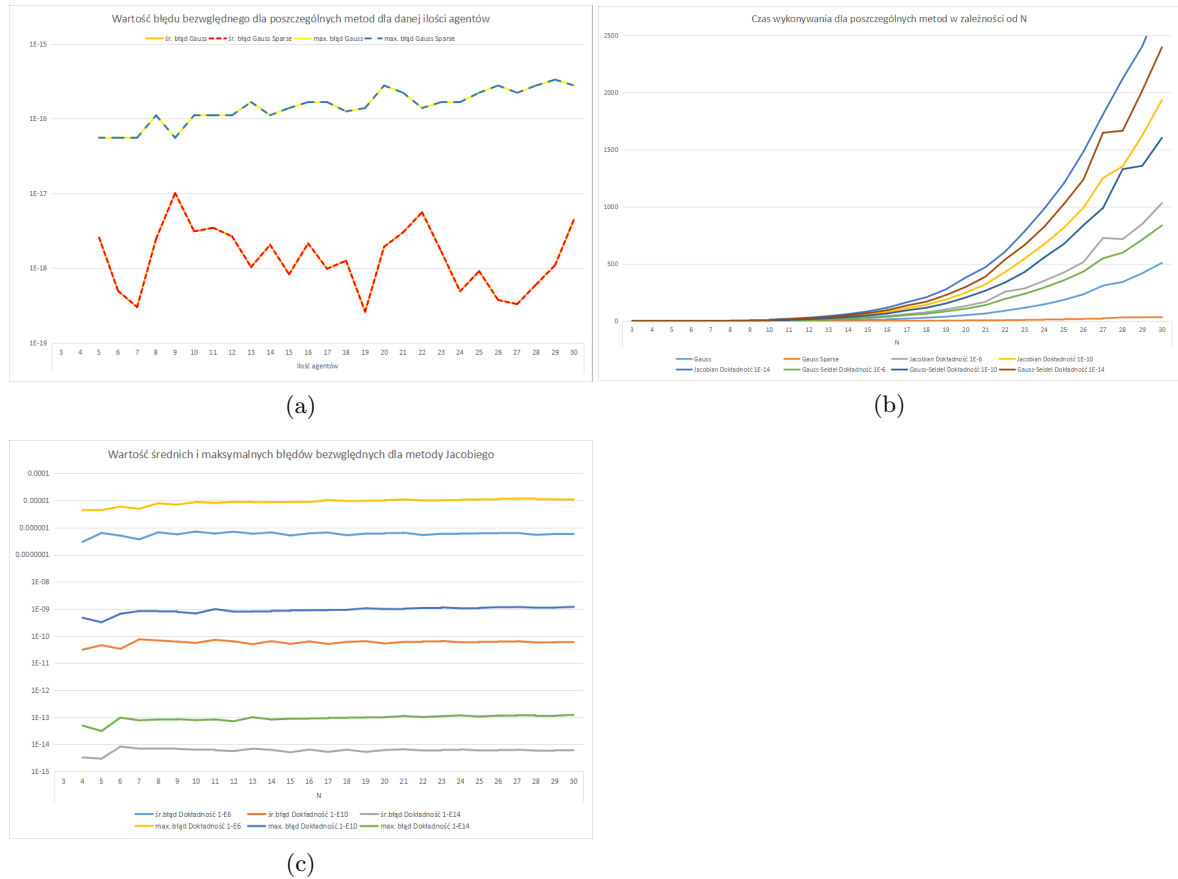 Wartość błędu bezwględnego dla poszczególnych metod dla danej ilości agentów
śr. błąd Gauss śr. błąd Gauss Sparse max. błąd Gauss max. błąd Gauss Sparse
1E-15
1E-16
1E-17
1E-18
1E-19
3 4 5 6 7 8 9 10 11 12 13 14 15 16 17 18 19 20 21 22 23 24 25 26 27 28 29 30
Ilość agentów
(a)
Czas wykonywania dla poszczególnych metod w zależności od N
2500
2000
1500
1000
500
0
3 4 5 6 7 8 9 10 11 12 13 14 15 16 17 18 19 20 21 22 23 24 25 26 27 28 29 30
N
Gauss Gauss Sparse Jacobian Dokładność 1E-6 Jacobian Dokładność 1E-10
Jacobian Dokładność 1E-14 Gauss-Seidel Dokładność 1E-6 Gauss-Seidel Dokładność 1E-10 Gauss-Seidel Dokładność 1E-14
(b)
Wartość średnich i maksymalnych błędów bezwględnych dla metody Jacobiego
0.0001
0.00001
0.000001
0.0000001
1E-08
1E-09
1E-10
1E-11
1E-12
1E-13
1E-14
1E-15
3 4 5 6 7 8 9 10 11 12 13 14 15 16 17 18 19 20 21 22 23 24 25 26 27 28 29 30
N
śr.błąd Dokładność 1-E6 śr.błąd Dokładność 1-E10 śr.błąd Dokładność 1-E14
max. błąd Dokładność 1-E6 max. błąd Dokładność 1-E10 max. błąd Dokładność 1-E14
(c)